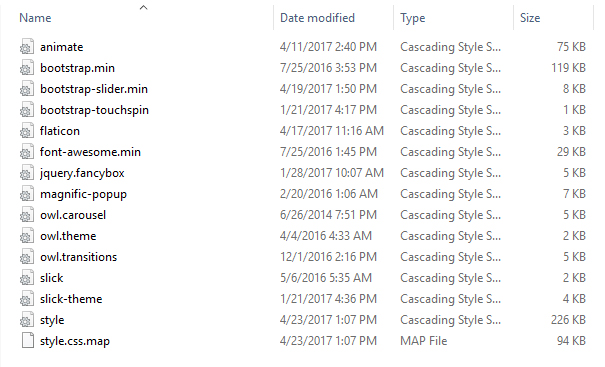 Name Date modified Type Size
animate 4/11/2017 2:40 PM Cascading Style S... 75 KB
bootstrap.min 7/25/2016 3:53 PM Cascading Style S... 119 KB
bootstrap-slider.min 4/19/2017 1:50 PM Cascading Style S... 8 KB
bootstrap-touchspin 1/21/2017 4:17 PM Cascading Style S... 1 KB
flaticon 4/17/2017 11:16 AM Cascading Style S... 3 KB
font-awesome.min 7/25/2016 1:45 PM Cascading Style S... 29 KB
jquery.fancybox 1/28/2017 10:07 AM Cascading Style S... 5 KB
magnific-popup 2/20/2016 1:06 AM Cascading Style S... 7 KB
owl.carousel 6/26/2014 7:51 PM Cascading Style S... 5 KB
owl.theme 4/4/2016 4:33 AM Cascading Style S... 2 KB
owl.transitions 12/1/2016 2:16 PM Cascading Style S... 5 KB
slick 5/6/2016 5:35 AM Cascading Style S... 2 KB
slick-theme 1/21/2017 4:36 PM Cascading Style S... 4 KB
style 4/23/2017 1:07 PM Cascading Style S... 226 KB
style.css.map 4/23/2017 1:07 PM MAP File 94 KB